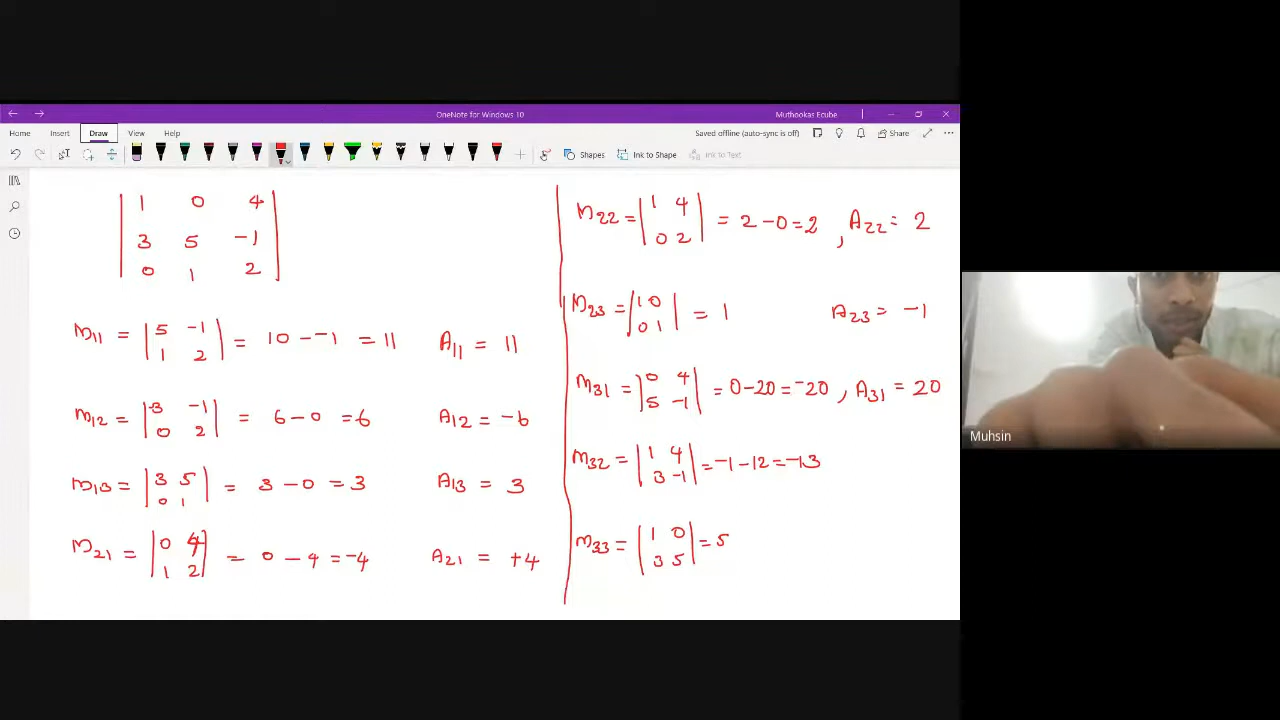 OneNote for Windows 10
Muthookas Ecube
Home Insert Draw View Help
Saved offline (auto-sync is off)
Share
Shapes
Ink to Shape
Ink to Text
1 0 4
3 5 -1
0 1 2
M11 = |5 -1| = 10 - -1 = 11 A11 = 11
|1 2|
M12 = |3 -1| = 6 - 0 = 6 A12 = -6
|0 2|
M13 = |3 5| = 3 - 0 = 3 A13 = 3
|0 1|
M21 = |0 4| = 0 - 4 = -4 A21 = +4
|1 2|
M22 = |1 4| = 2 - 0 = 2 , A22 = 2
|0 2|
M23 = |1 0| = 1 A23 = -1
|0 1|
M31 = |0 4| = 0 - 20 = -20 , A31 = 20
|5 -1|
M32 = |1 4| = -1 - 12 = -13
|3 -1|
M33 = |1 0| = 5
|3 5|
Muhsin